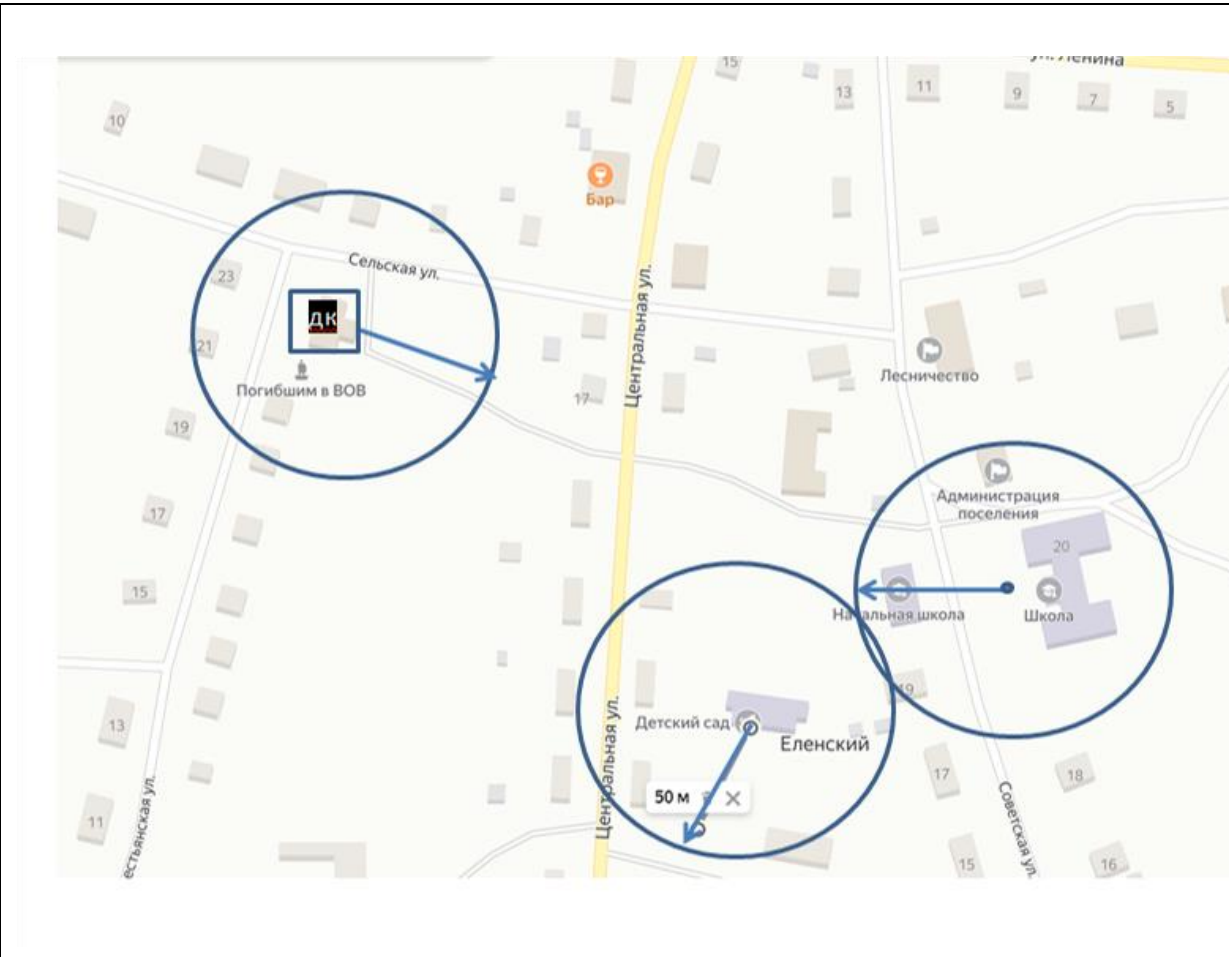 ул. Ленина
15
13
11
9
7
5
10
Бар
Сельская ул.
23
ДК
21
Погибшим в ВОВ
Центральная ул.
17
Лесничество
19
Администрация
поселения
17
20
15
Начальная школа
Школа
19
13
Детский сад
Еленский
Центральная ул.
17
18
50 м
11
Советская ул.
15
16